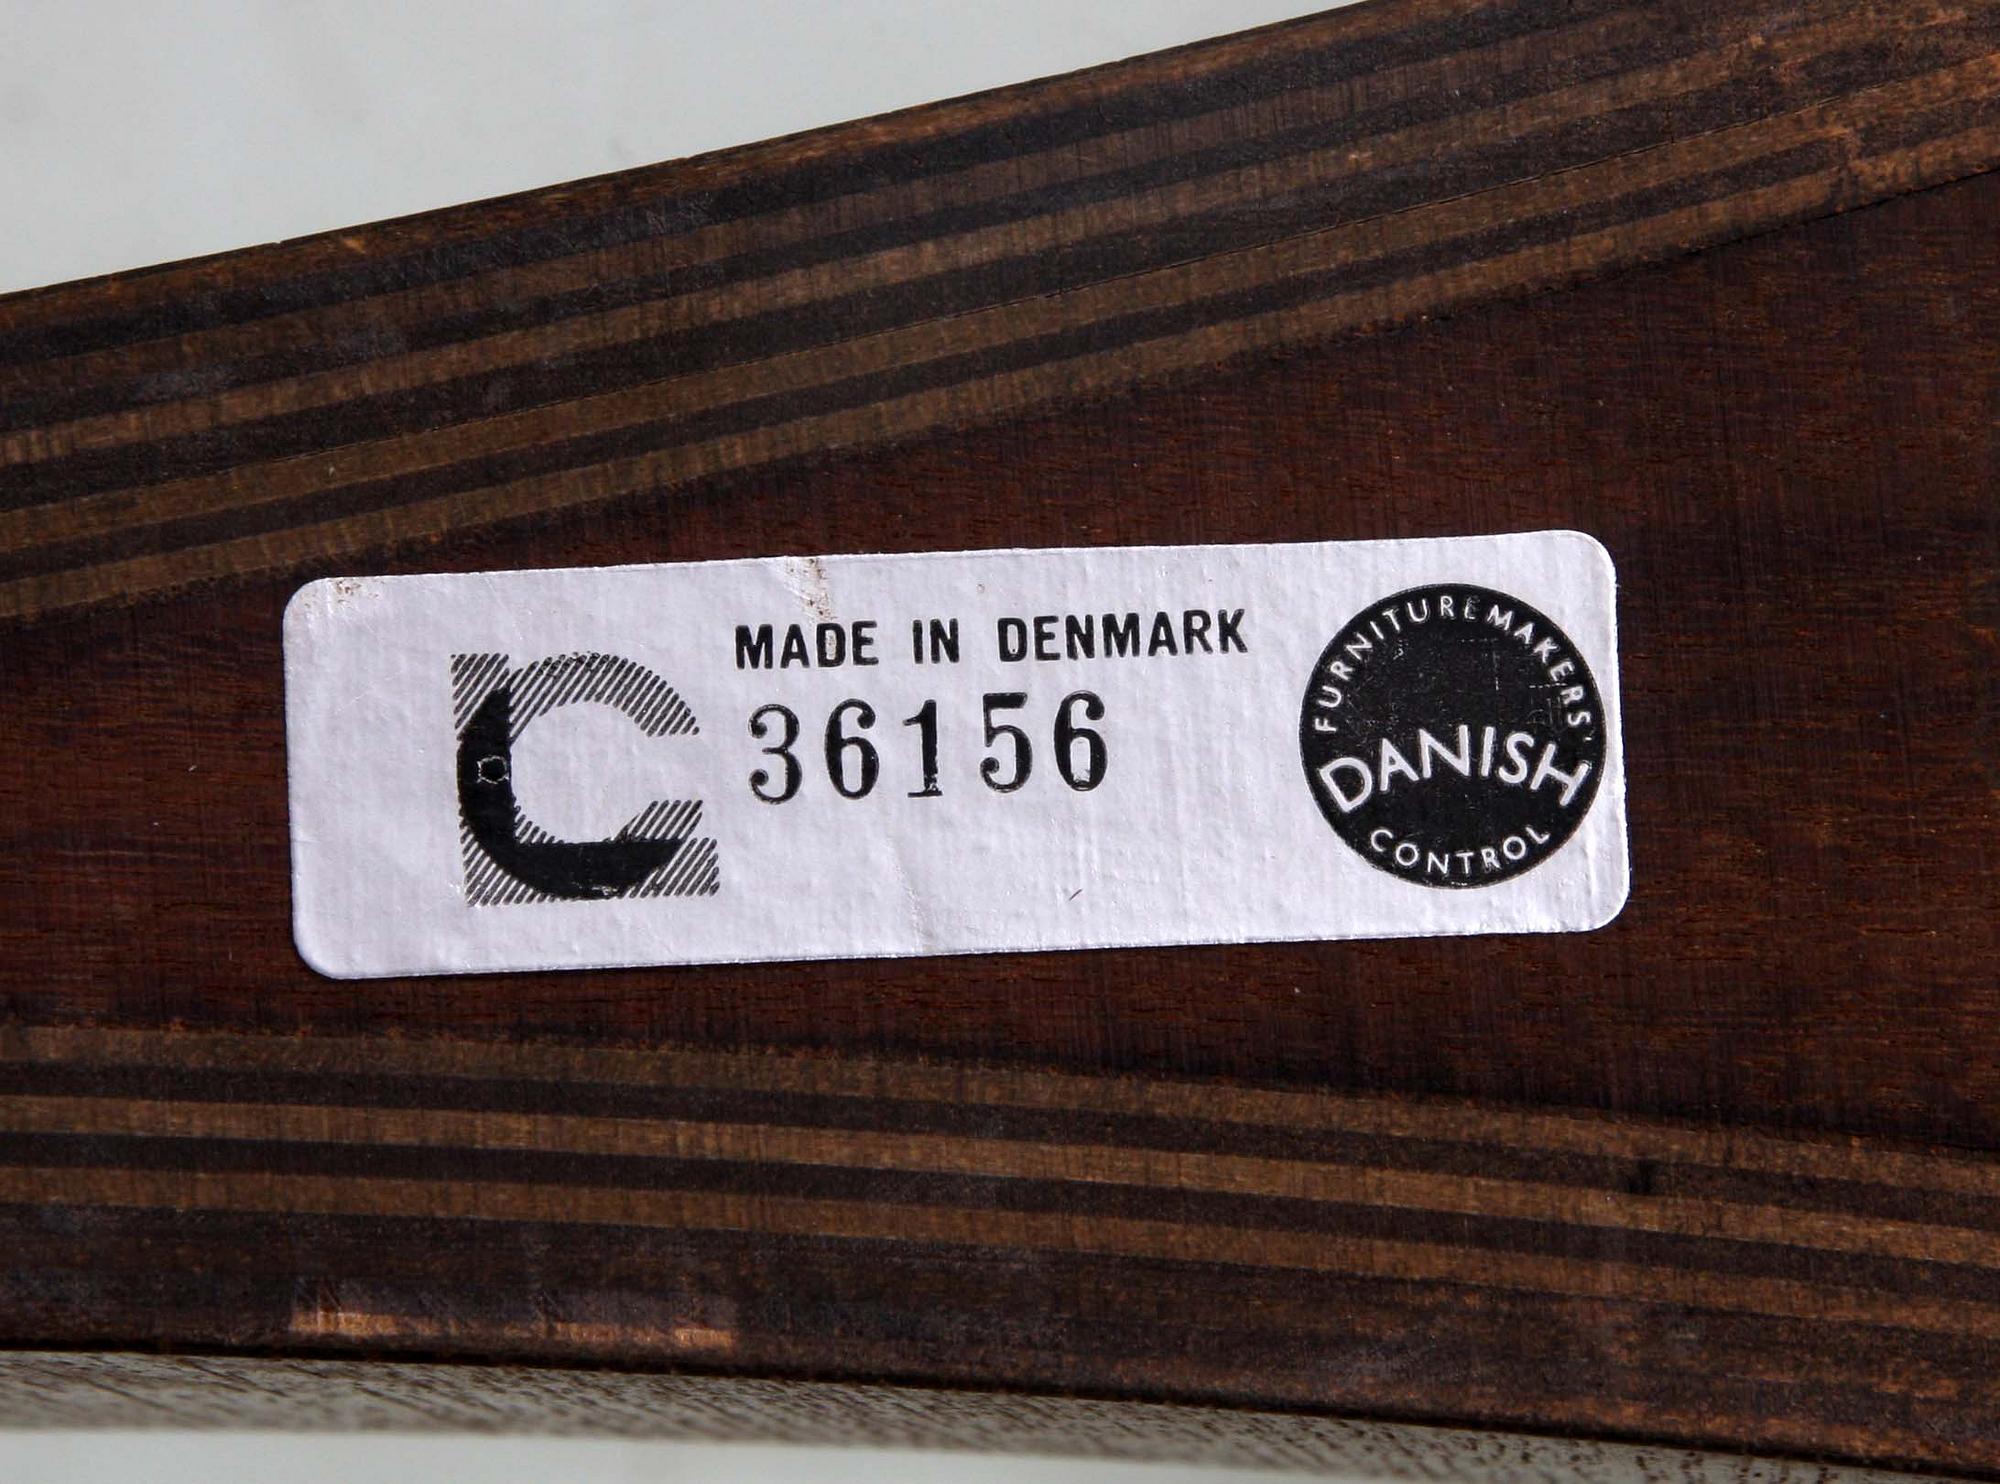 MADE IN DENMARK
36156
FURNITUREMAKERS'
DANISH
CONTROL